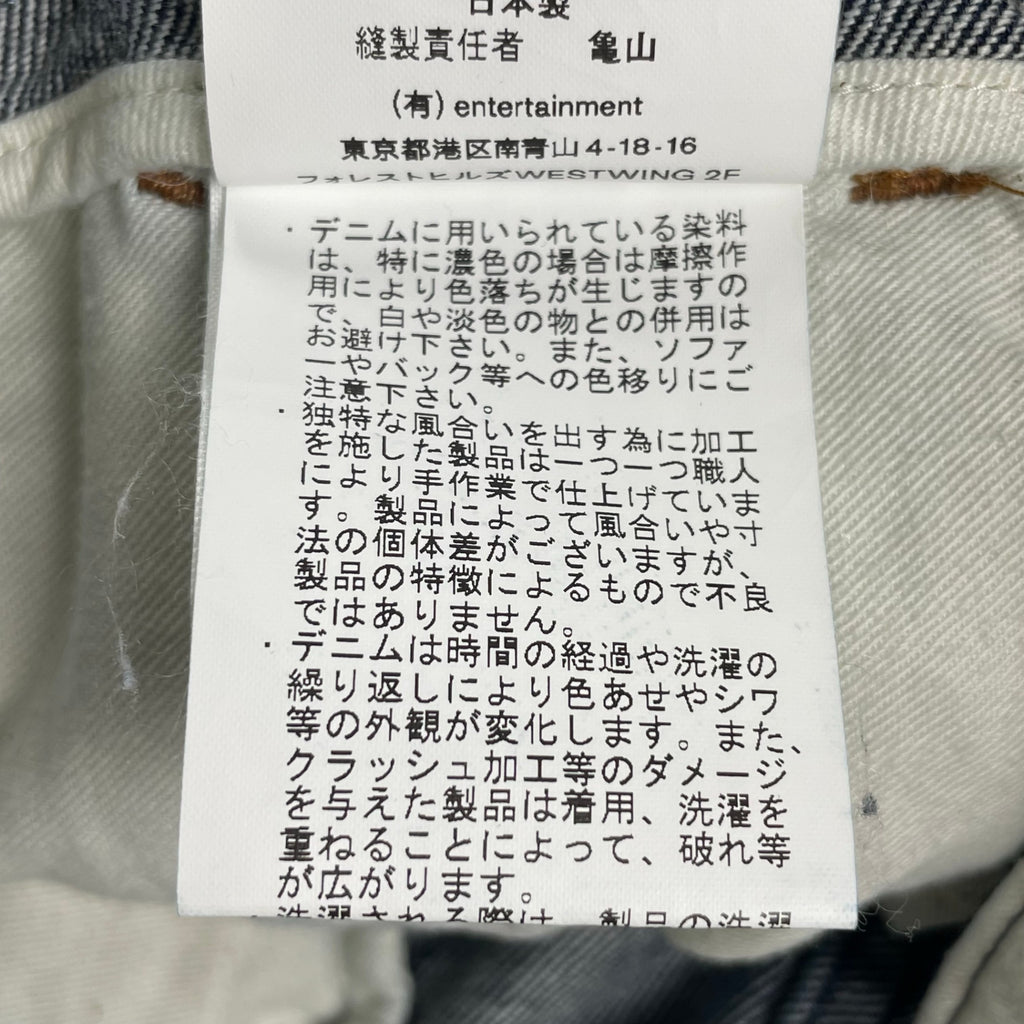 日本製
縫製責任者 亀山
(有) entertainment
東京都港区南青山4-18-16
フォレストヒルズWESTWING 2F
・デニムに用いられている染料
は、特に濃色の場合は摩擦作
用により色落ちが生じますの
で、白や淡色の物との併用は
お避け下さい。また、ソファ
ーやバック等への色移りにご
注意下さい。
・独特な風合いを出す為に加工
を施した製品は一つ一つ職人
により手作業で仕上げていま
す。製品によって風合いや寸
法の個体差がございますが、
製品の特徴によるもので不良
ではありません。
・デニムは時間の経過や洗濯の
繰り返しにより色あせやシワ
等の外観が変化します。また、
クラッシュ加工等のダメージ
を与えた製品は着用、洗濯を
重ねることによって、破れ等
が広がります。
・洗濯される際は、製品の洗濯